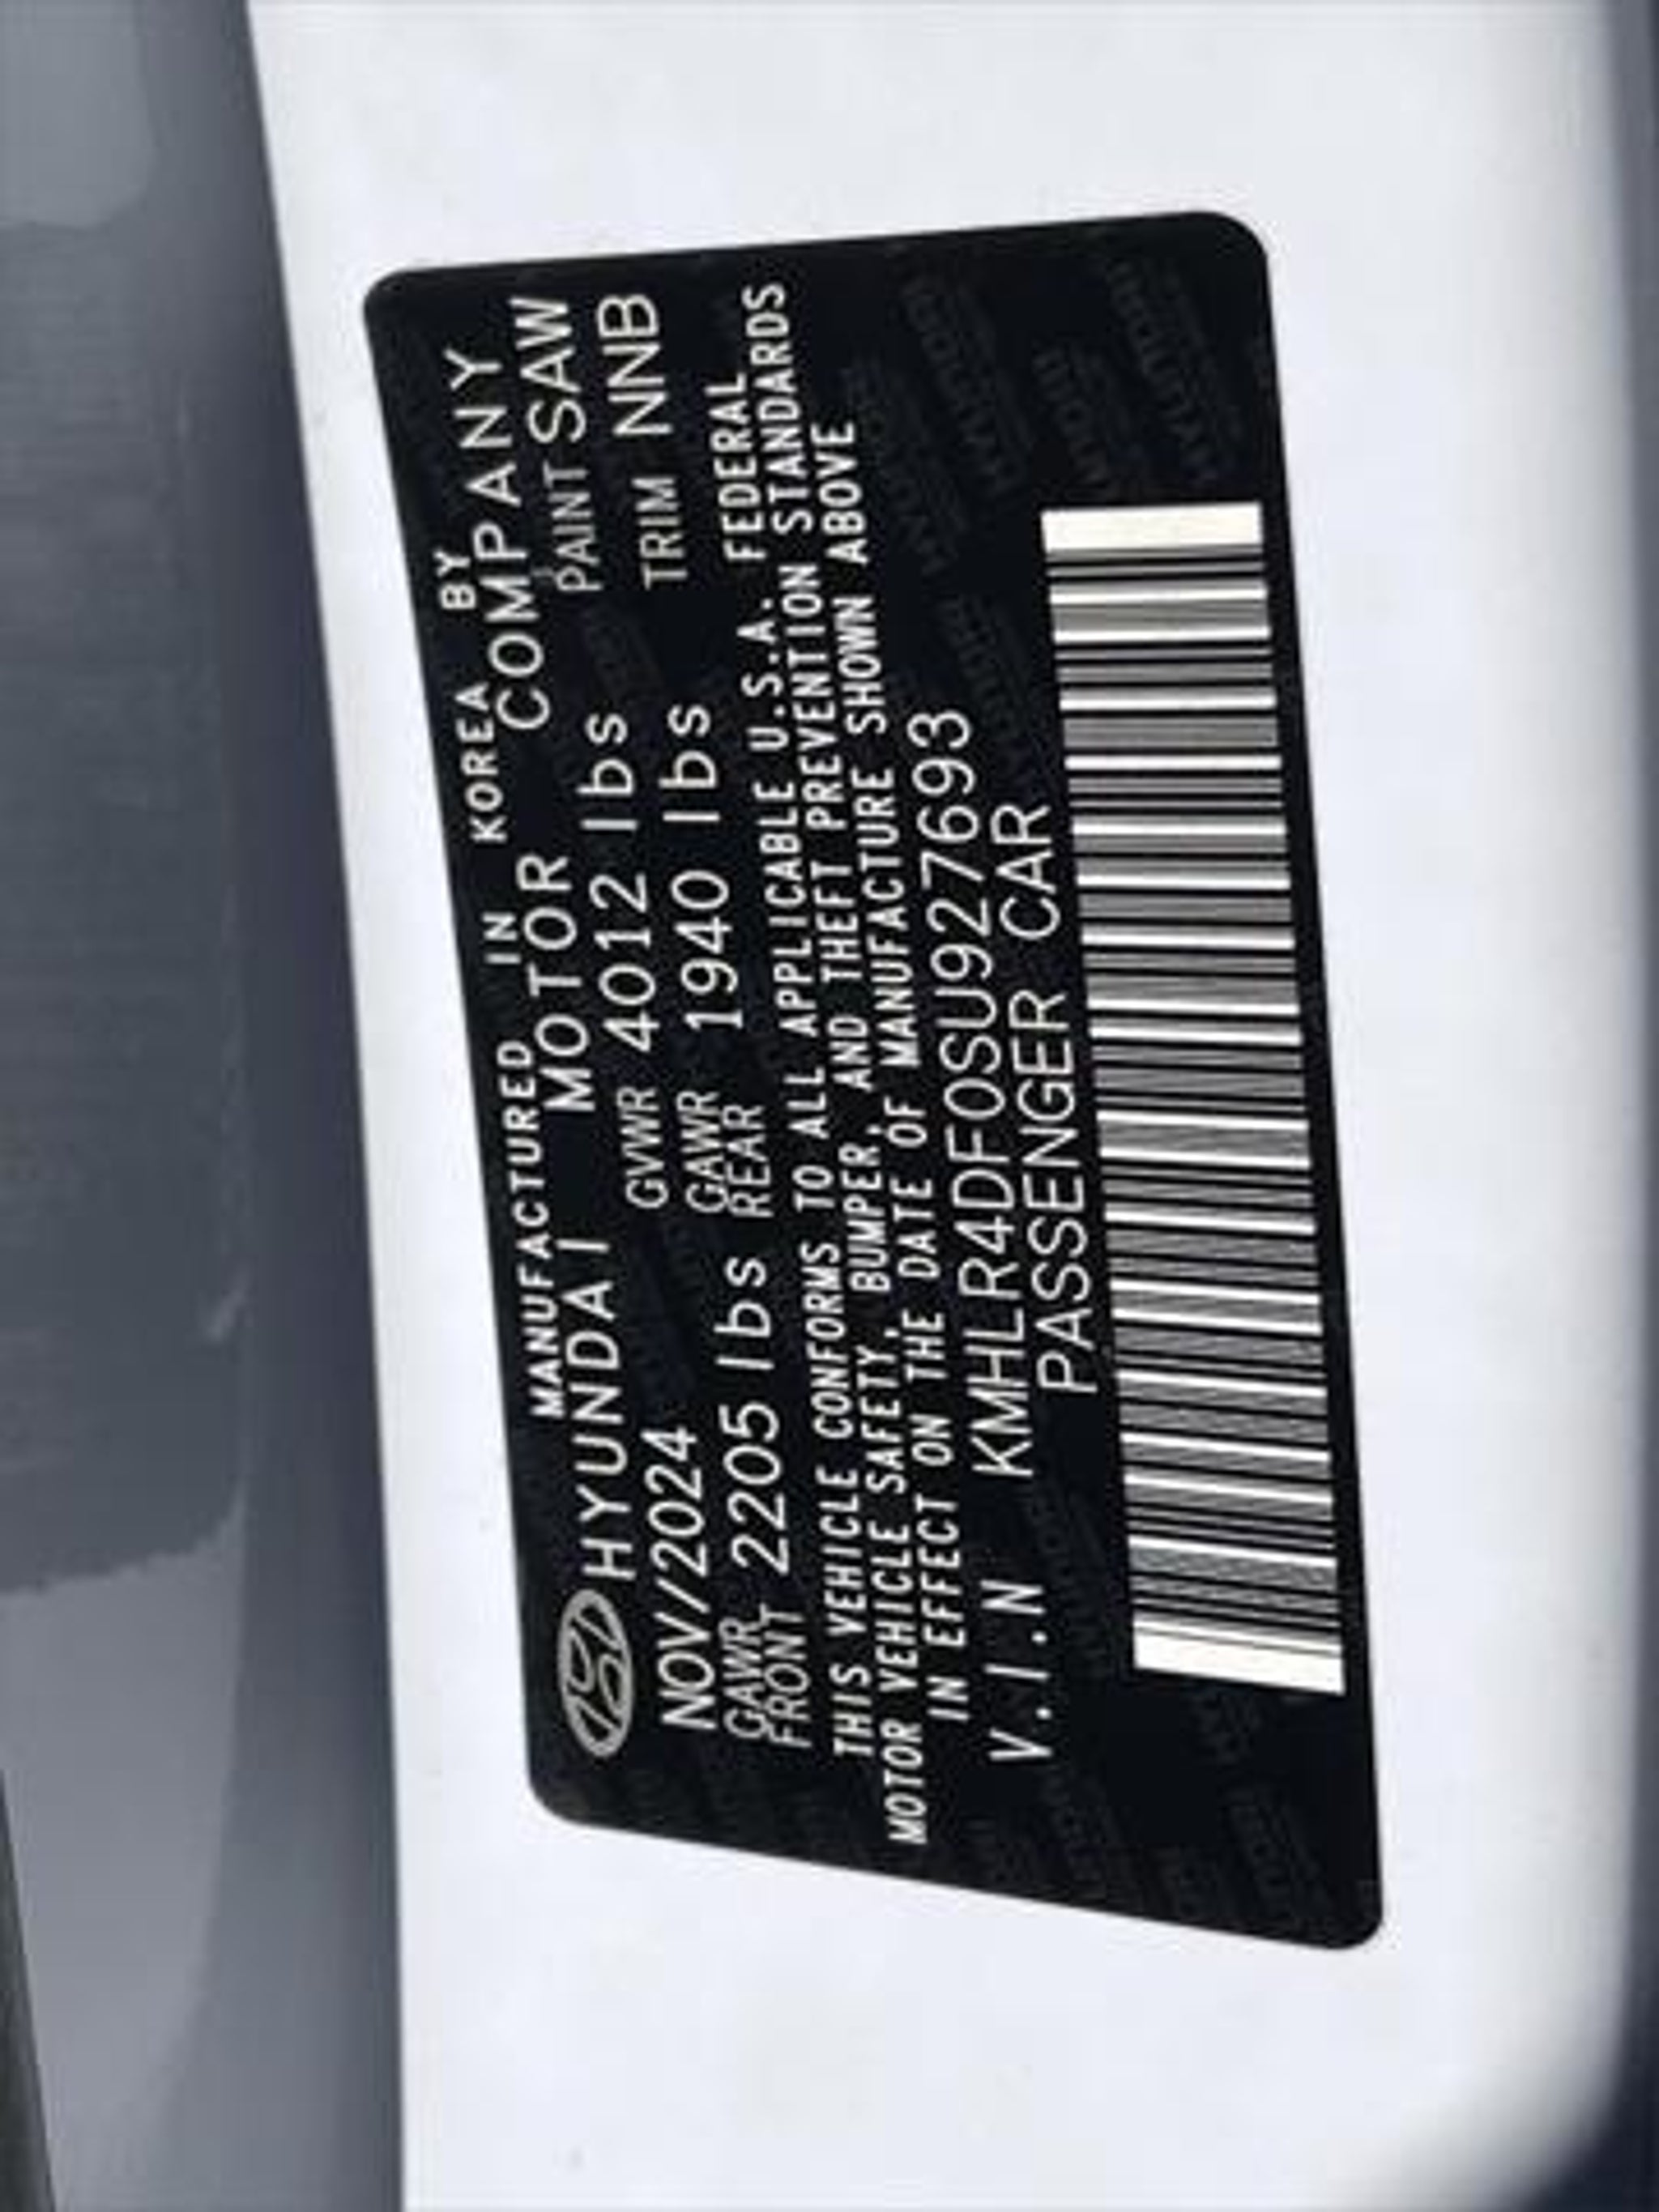 MANUFACTURED IN KOREA BY
HYUNDAI MOTOR COMPANY
NOV/2024 GVWR 4012 lbs PAINT SAW
GAWR FRONT 2205 lbs GAWR REAR 1940 lbs TRIM NNB
THIS VEHICLE CONFORMS TO ALL APPLICABLE U.S.A. FEDERAL
MOTOR VEHICLE SAFETY, BUMPER, AND THEFT PREVENTION STANDARDS
IN EFFECT ON THE DATE OF MANUFACTURE SHOWN ABOVE
V.I.N KMHLR4DF0SU927693
PASSENGER CAR